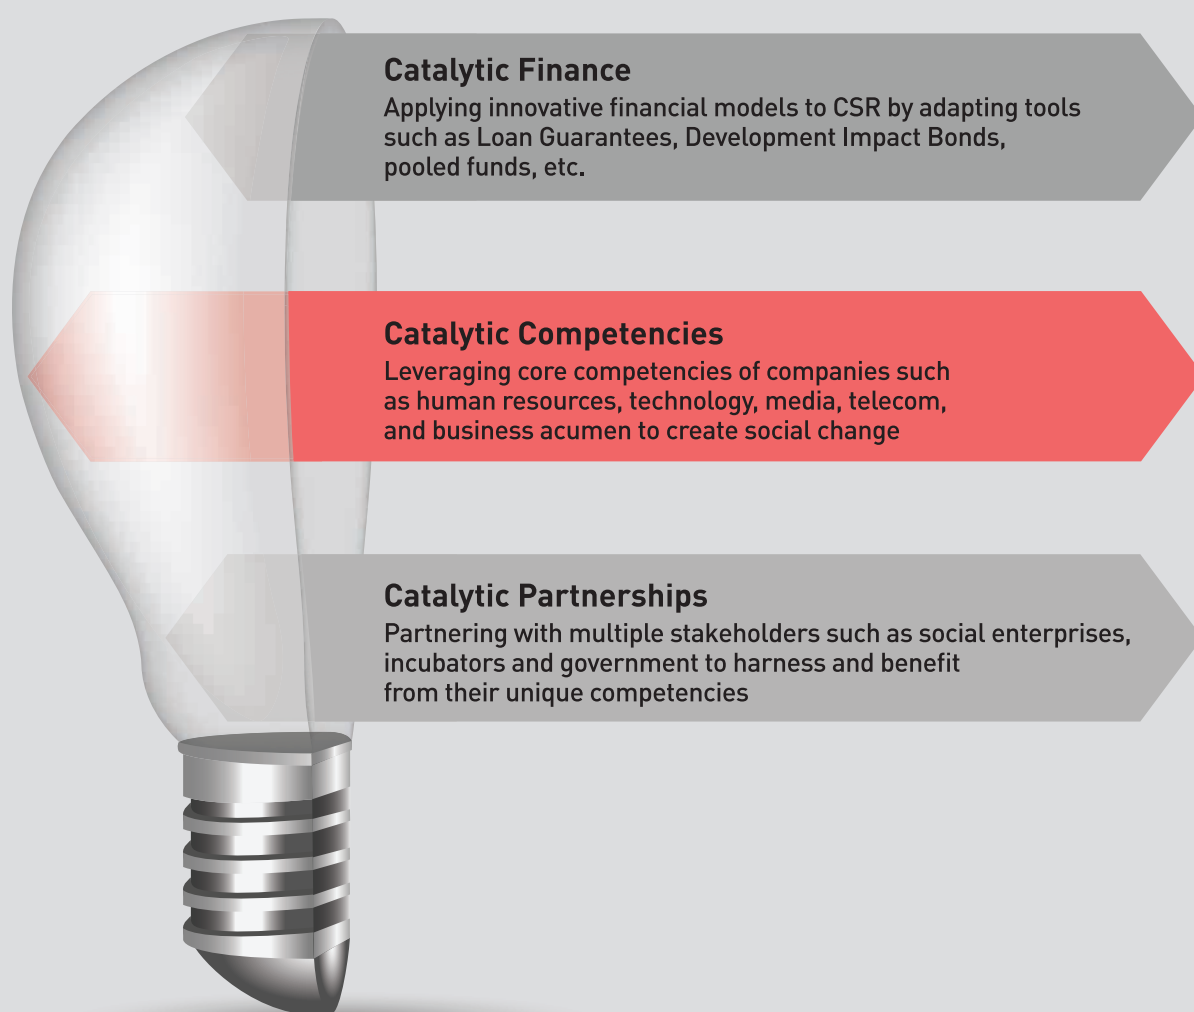 Catalytic Finance
Applying innovative financial models to CSR by adapting tools
such as Loan Guarantees, Development Impact Bonds,
pooled funds, etc.
Catalytic Competencies
Leveraging core competencies of companies such
as human resources, technology, media, telecom,
and business acumen to create social change
Catalytic Partnerships
Partnering with multiple stakeholders such as social enterprises,
incubators and government to harness and benefit
from their unique competencies